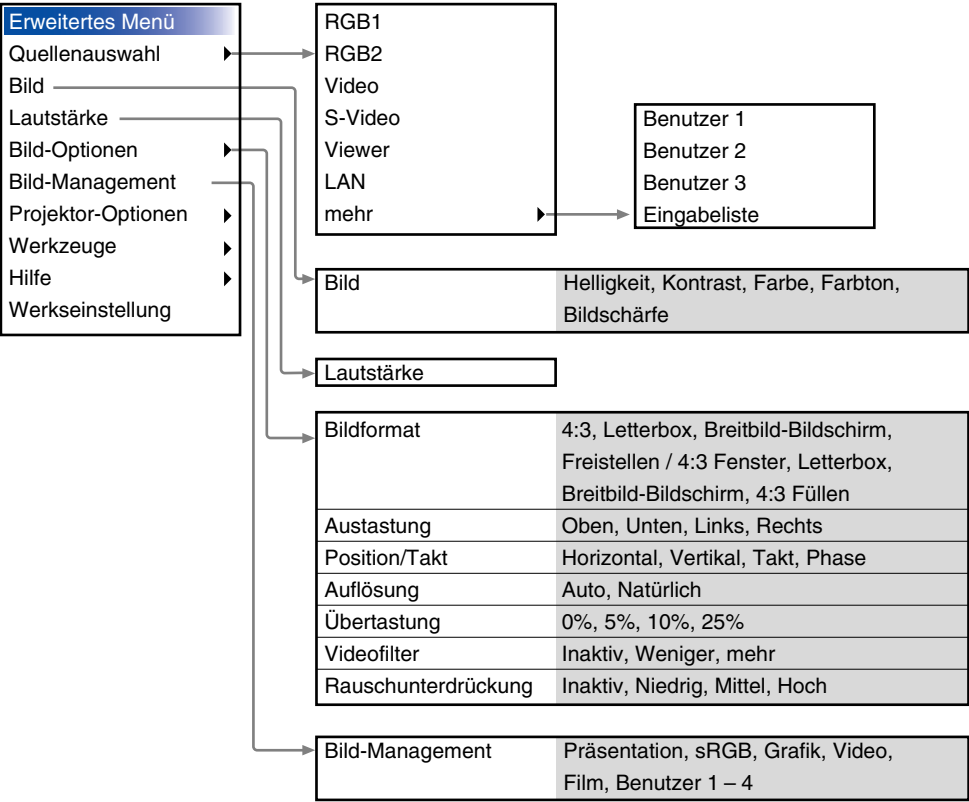 Erweitertes Menü
Quellenauswahl
Bild
Lautstärke
Bild-Optionen
Bild-Management
Projektor-Optionen
Werkzeuge
Hilfe
Werkseinstellung
RGB1
RGB2
Video
S-Video
Viewer
LAN
mehr
Benutzer 1
Benutzer 2
Benutzer 3
Eingabeliste
Bild
Helligkeit, Kontrast, Farbe, Farbton,
Bildschärfe
Lautstärke
Bildformat
4:3, Letterbox, Breitbild-Bildschirm,
Freistellen / 4:3 Fenster, Letterbox,
Breitbild-Bildschirm, 4:3 Füllen
Austastung
Oben, Unten, Links, Rechts
Position/Takt
Horizontal, Vertikal, Takt, Phase
Auflösung
Auto, Natürlich
Übertastung
0%, 5%, 10%, 25%
Videofilter
Inaktiv, Weniger, mehr
Rauschunterdrückung
Inaktiv, Niedrig, Mittel, Hoch
Bild-Management
Präsentation, sRGB, Grafik, Video,
Film, Benutzer 1 – 4